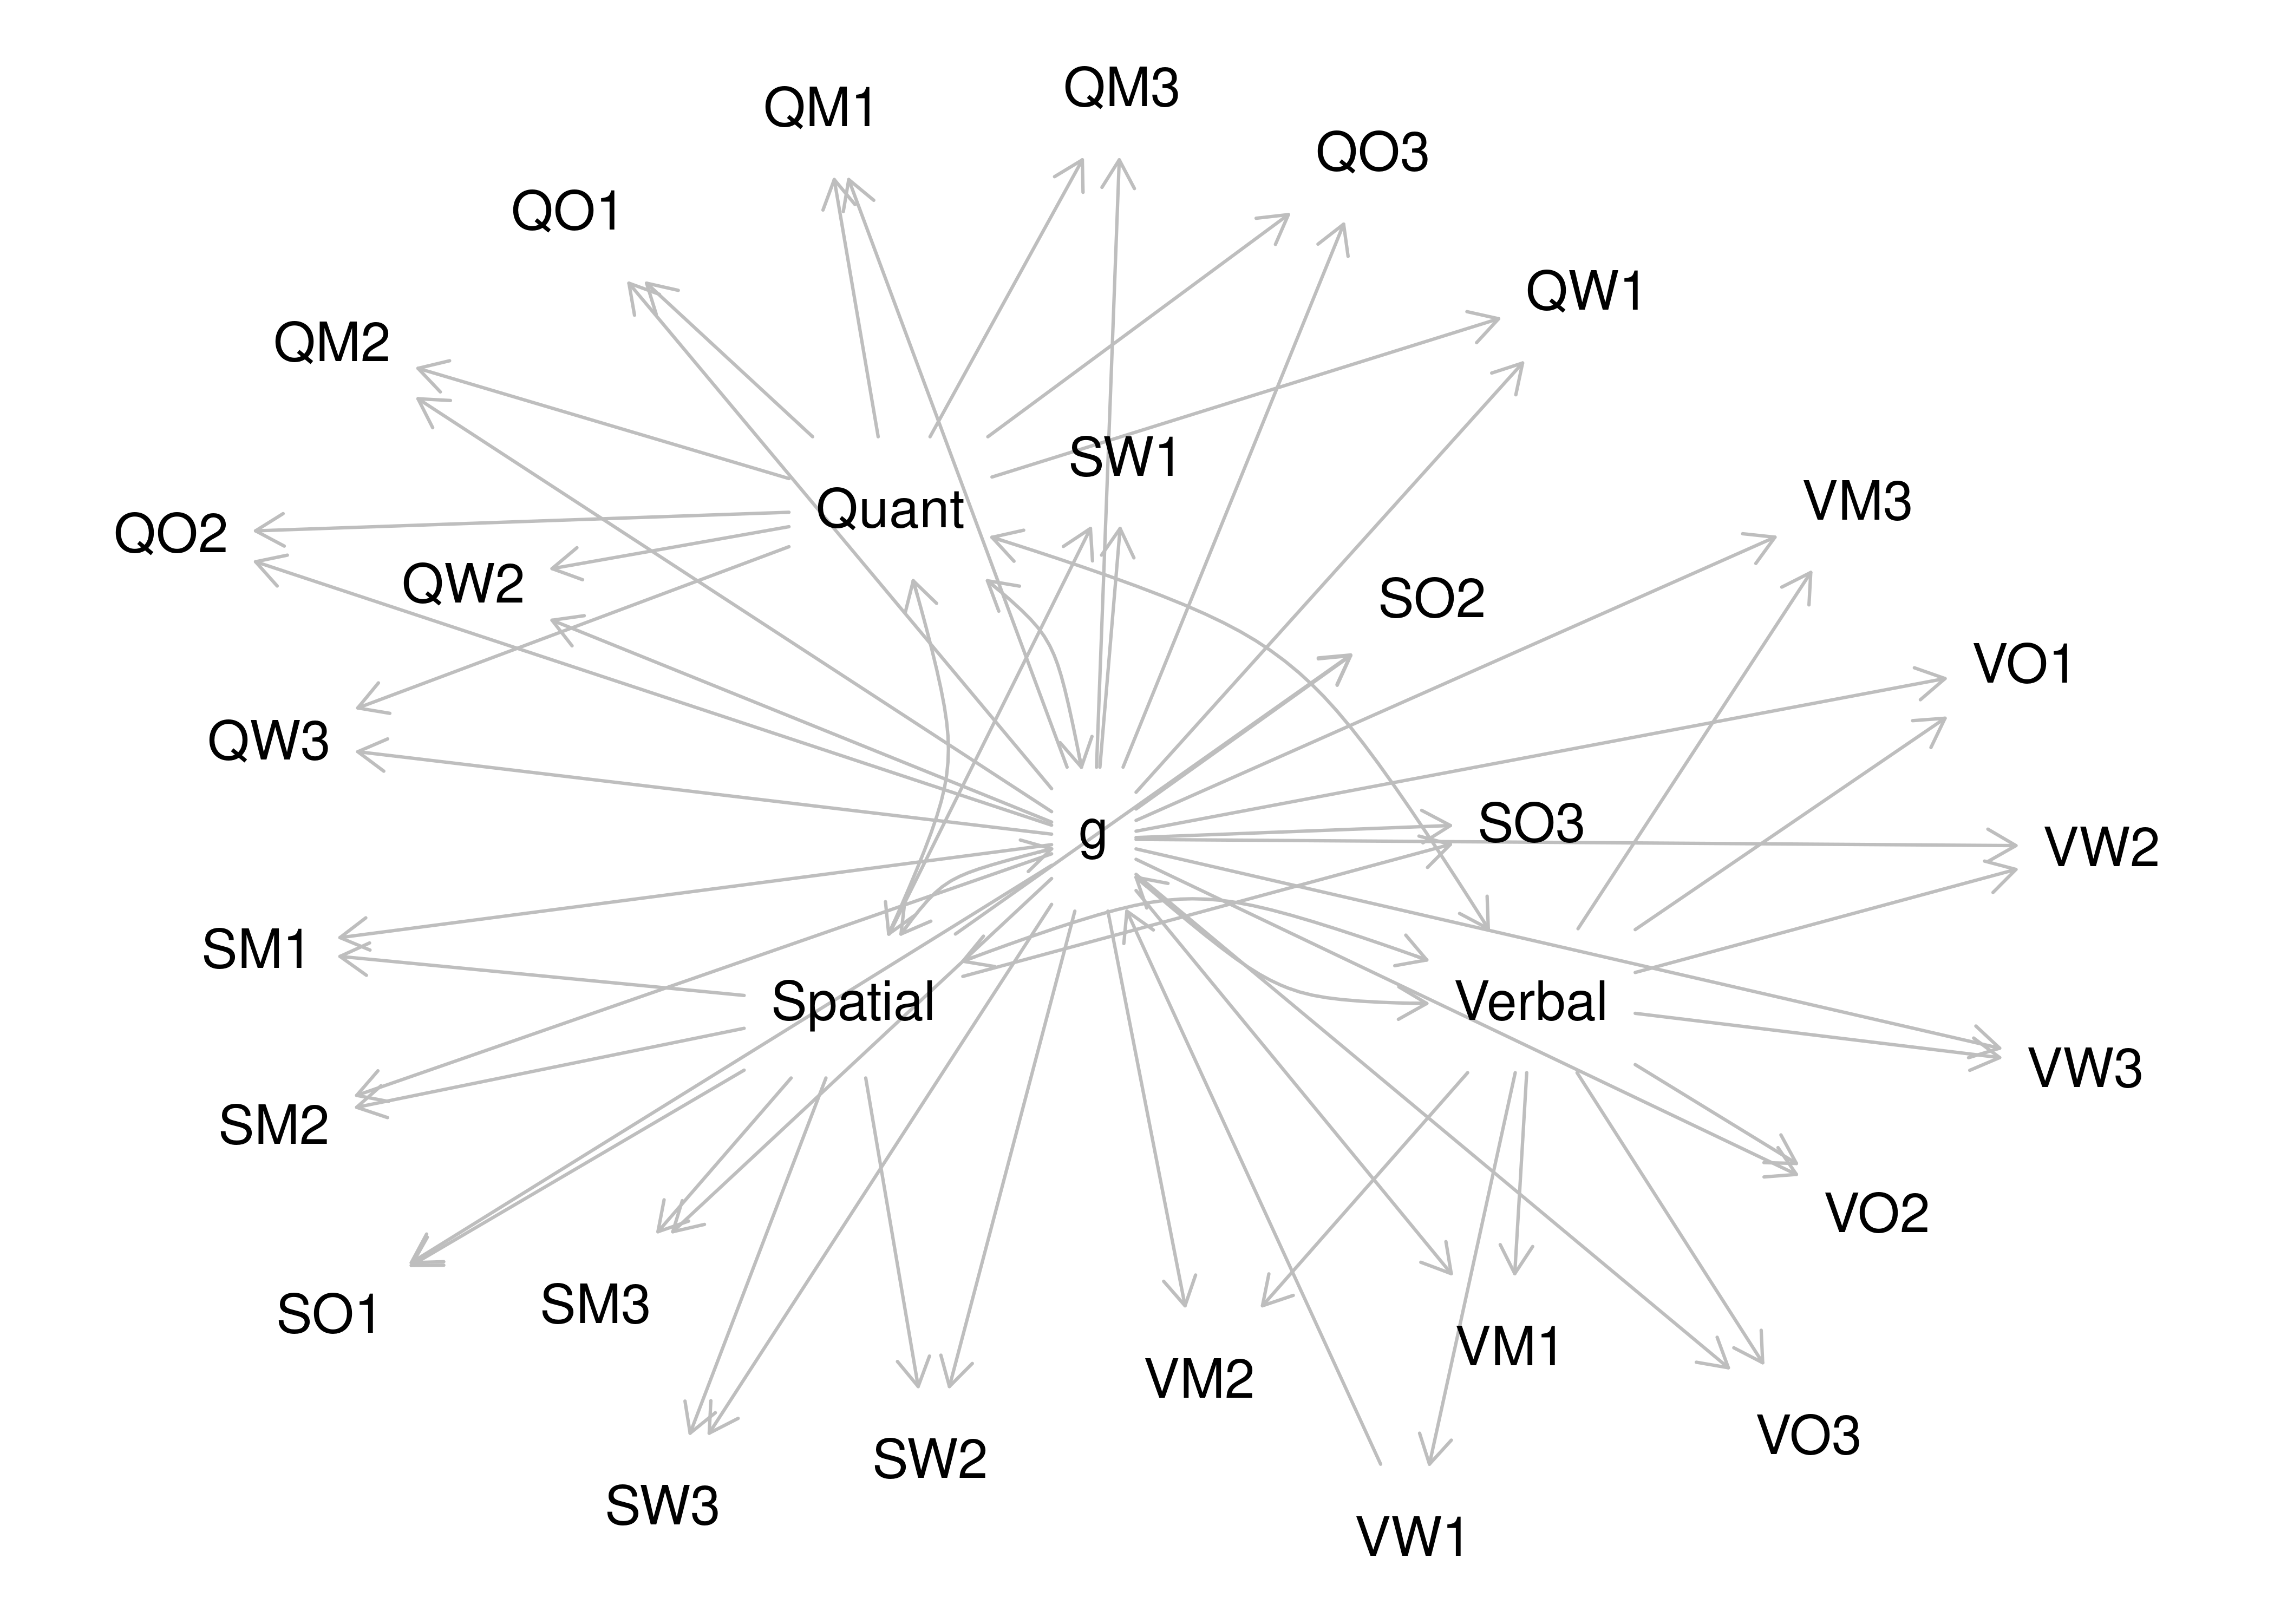 QM3
QM1
QO3
QO1
QW1
QM2
SW1
VM3
Quant
QO2
QW2
SO2
VO1
QW3
SO3
g
VW2
SM1
Spatial
Verbal
VW3
SM2
VO2
SM3
SO1
VM1
VM2
VO3
SW2
SW3
VW1